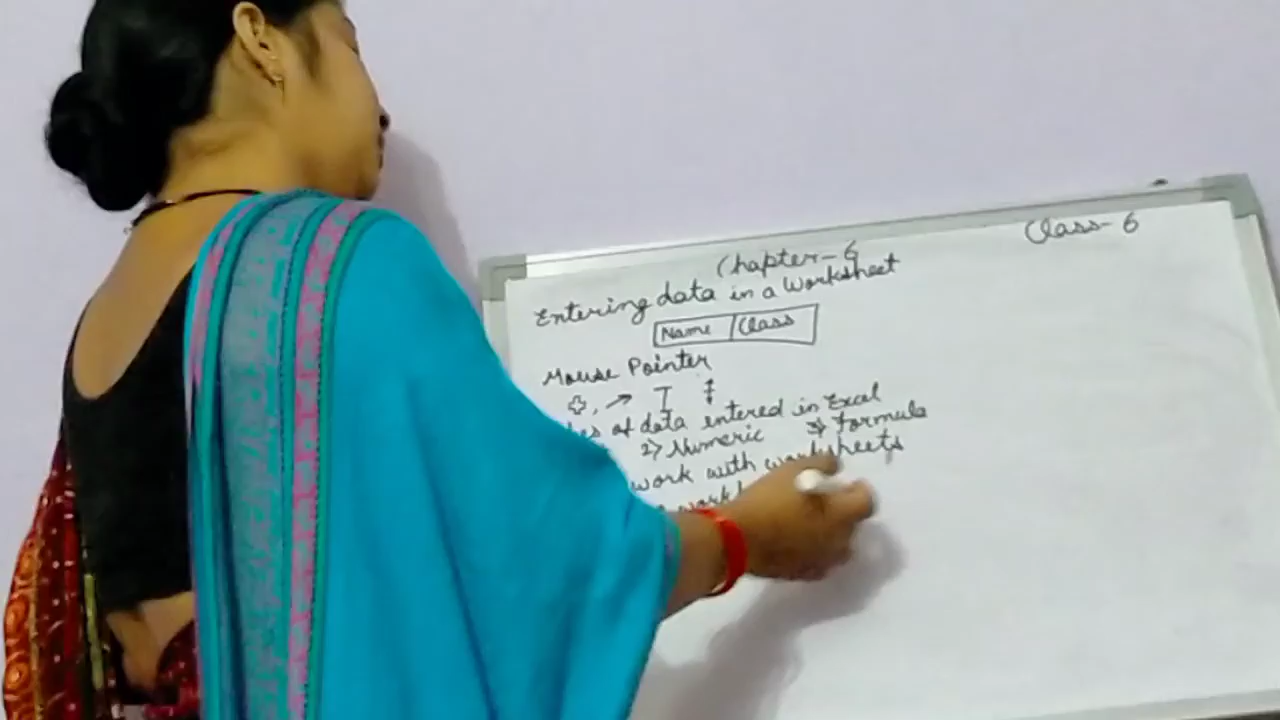 Class-6
Chapter-6
Entering data in a Worksheet
Name Class
Mouse Pointer
of data entered in Excel
2) Numeric 3) Formula
work with worksheets